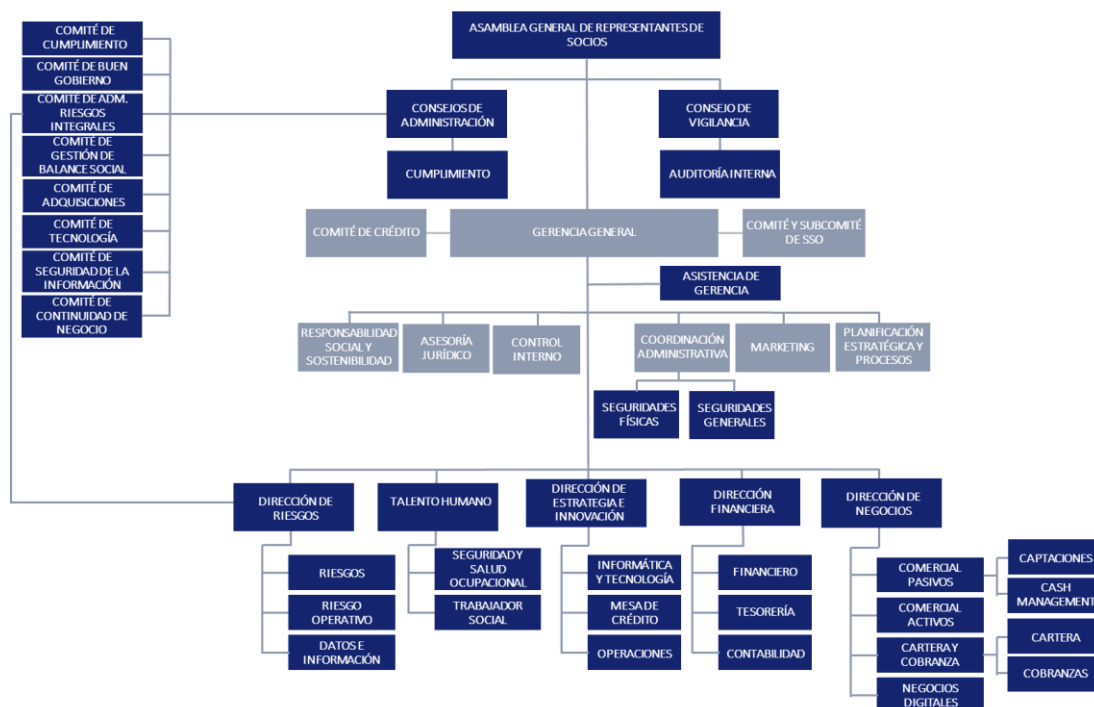 ASAMBLEA GENERAL DE REPRESENTANTES DE
SOCIOS
COMITÉ DE
CUMPLIMIENTO
COMITÉ DE BUEN
GOBIERNO
COMITÉ DE ADM.
RIESGOS
INTEGRALES
COMITÉ DE
GESTIÓN DE
BALANCE SOCIAL
COMITÉ DE
ADQUISICIONES
COMITÉ DE
TECNOLOGÍA
COMITÉ DE
SEGURIDAD DE LA
INFORMACIÓN
COMITÉ DE
CONTINUIDAD DE
NEGOCIO
CONSEJOS DE
ADMINISTRACIÓN
CONSEJO DE
VIGILANCIA
CUMPLIMIENTO
AUDITORÍA INTERNA
COMITÉ DE CRÉDITO
GERENCIA GENERAL
COMITÉ Y SUBCOMITÉ
DE SSO
ASISTENCIA DE
GERENCIA
RESPONSABILIDAD
SOCIAL Y
SOSTENIBILIDAD
ASESORÍA
JURÍDICO
CONTROL
INTERNO
COORDINACIÓN
ADMINISTRATIVA
MARKETING
PLANIFICACIÓN
ESTRATÉGICA Y
PROCESOS
SEGURIDADES
FÍSICAS
SEGURIDADES
GENERALES
DIRECCIÓN DE
RIESGOS
TALENTO HUMANO
DIRECCIÓN DE
ESTRATEGIA E
INNOVACIÓN
DIRECCIÓN
FINANCIERA
DIRECCIÓN DE
NEGOCIOS
RIESGOS
RIESGO
OPERATIVO
DATOS E
INFORMACIÓN
SEGURIDAD Y
SALUD
OCUPACIONAL
TRABAJADOR
SOCIAL
INFORMÁTICA
Y TECNOLOGÍA
MESA DE
CRÉDITO
OPERACIONES
FINANCIERO
TESORERÍA
CONTABILIDAD
COMERCIAL
PASIVOS
COMERCIAL
ACTIVOS
CARTERA Y
COBRANZA
NEGOCIOS
DIGITALES
CAPTACIONES
CASH
MANAGEMENT
CARTERA
COBRANZAS